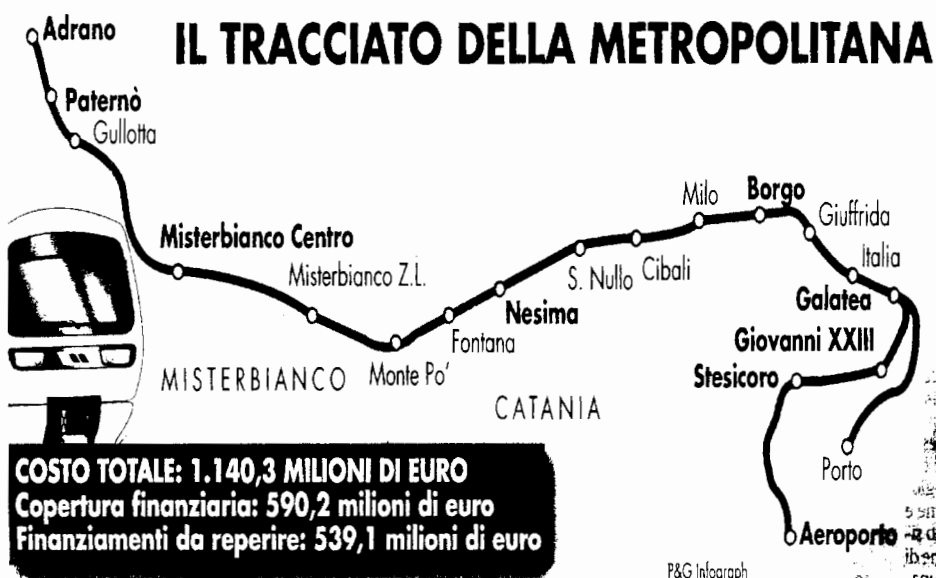 IL TRACCIATO DELLA METROPOLITANA
Adrano
Paternò
Gullotta
Misterbianco Centro
Misterbianco Z.L.
Monte Po'
Fontana
Nesima
S. Nullo
Cibali
Milo
Borgo
Giuffrida
Italia
Galatea
Giovanni XXIII
Stesicoro
Porto
Aeroporto
MISTERBIANCO
CATANIA
COSTO TOTALE: 1.140,3 MILIONI DI EURO
Copertura finanziaria: 590,2 milioni di euro
Finanziamenti da reperire: 539,1 milioni di euro
P&G Infograph